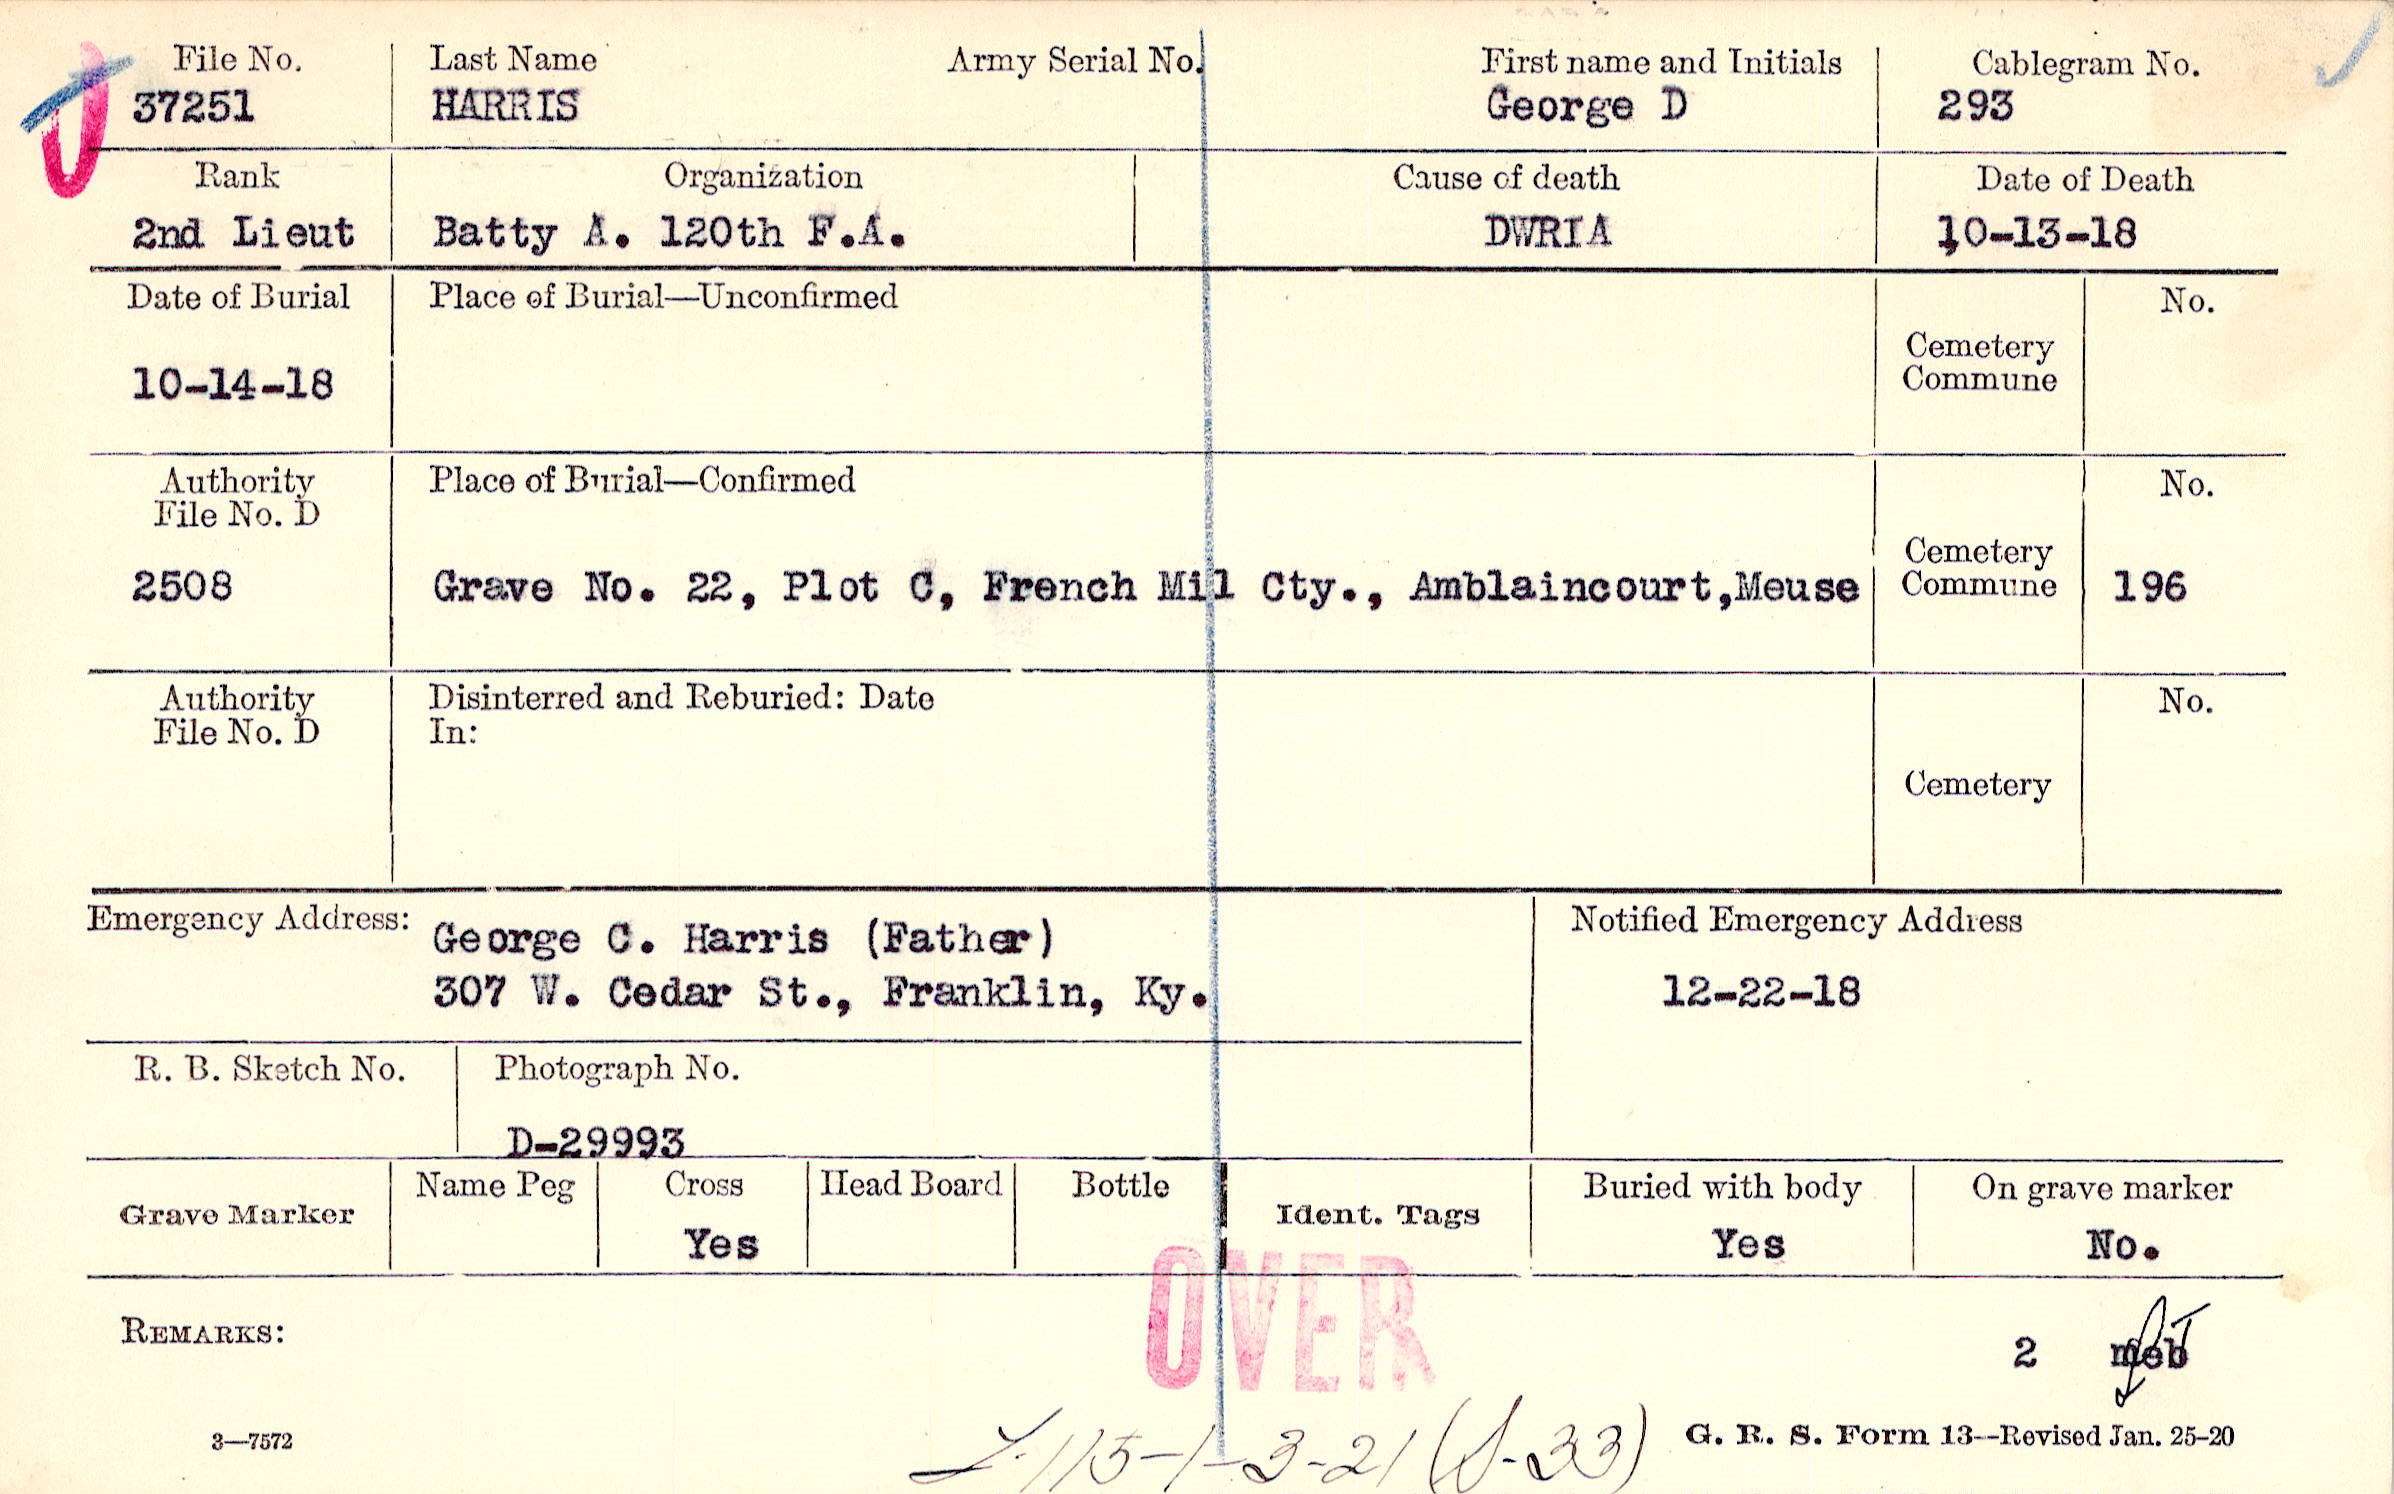 File No. Last Name Army Serial No. First name and Initials Cablegram No.
37251 HARRIS George D 293
Rank Organization Cause of death Date of Death
2nd Lieut Batty A. 120th F.A. DWRIA 10-13-18
Date of Burial Place of Burial—Unconfirmed No.
Cemetery
Commune
10-14-18
Authority Place of Burial—Confirmed No.
File No. D
Cemetery
2508 Grave No. 22, Plot C, French Mil Cty., Amblaincourt,Meuse Commune 196
Authority Disinterred and Reburied: Date No.
File No. D In:
Cemetery
Emergency Address: George C. Harris (Father) Notified Emergency Address
307 W. Cedar St., Franklin, Ky. 12-22-18
R. B. Sketch No. Photograph No.
D-29993
Grave Marker Name Peg Cross Head Board Bottle Ident. Tags Buried with body On grave marker
Yes Yes No.
OVER
REMARKS: 2 meb
3—7572 G. R. S. Form 13—Revised Jan. 25-20
115-1-3-21 (S-33)